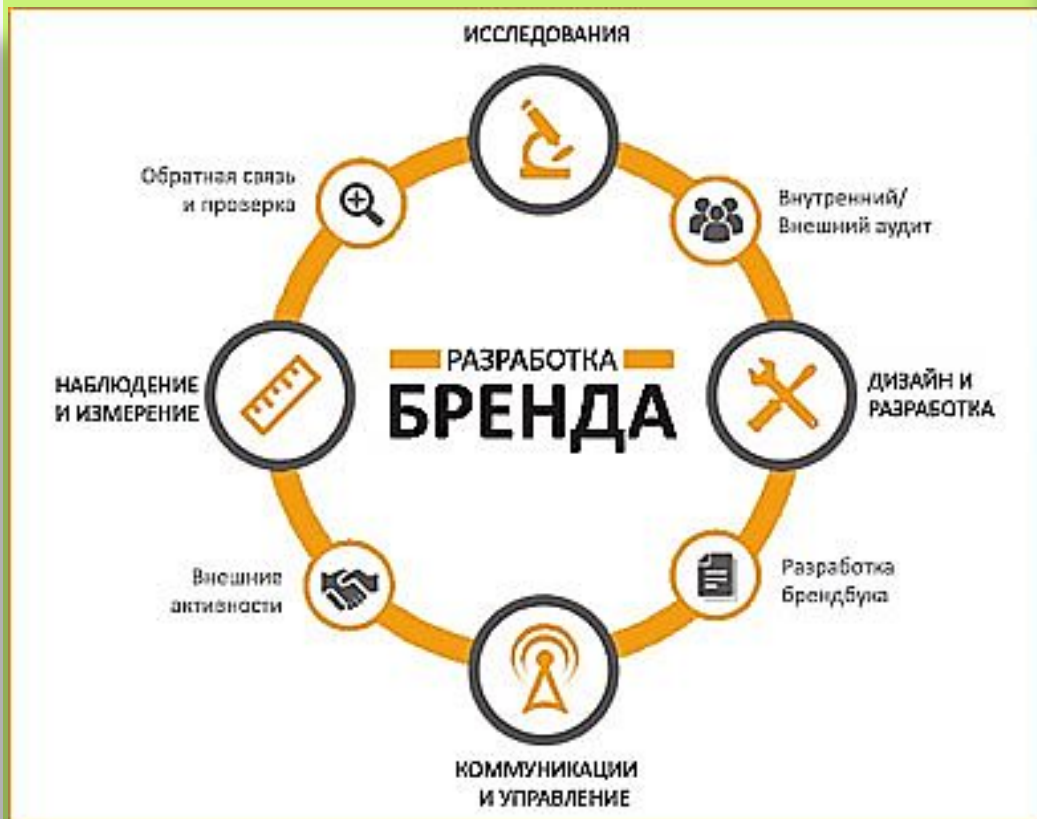 ИССЛЕДОВАНИЯ
Обратная связь
и проверка
Внутренний/
Внешний аудит
РАЗРАБОТКА
БРЕНДА
НАБЛЮДЕНИЕ
И ИЗМЕРЕНИЕ
ДИЗАЙН И
РАЗРАБОТКА
Внешние
активности
Разработка
брендбука
КОММУНИКАЦИИ
И УПРАВЛЕНИЕ